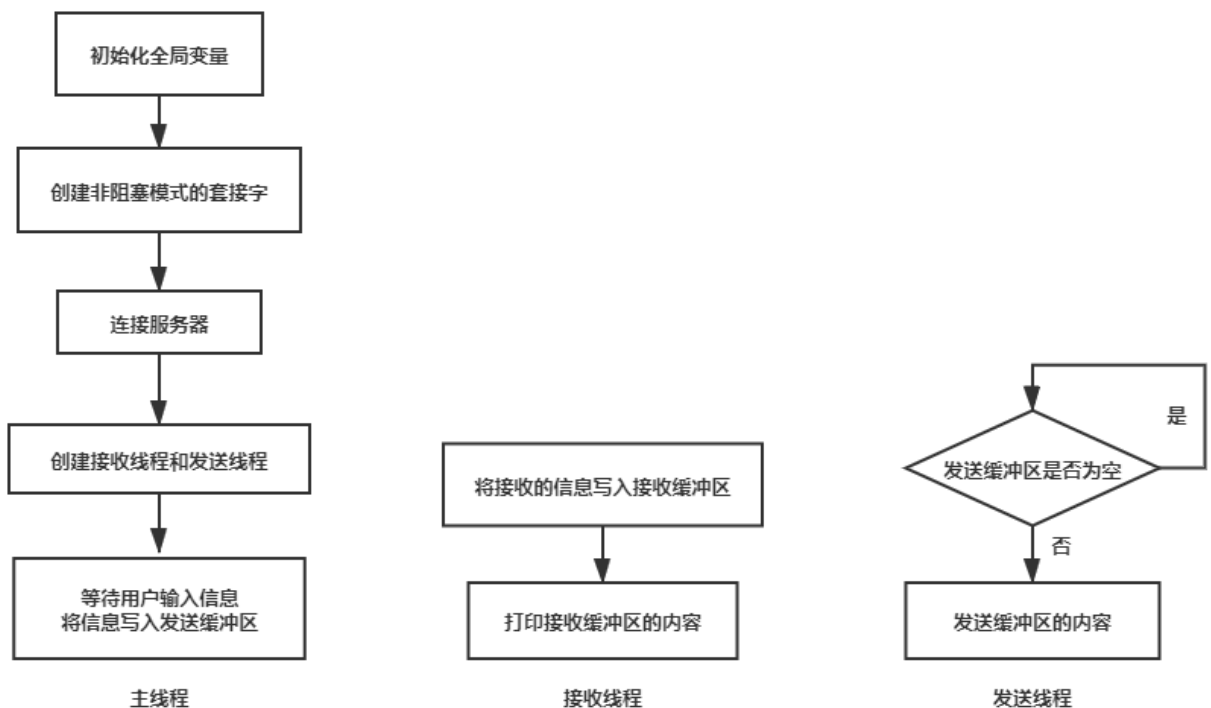 初始化全局变量
创建非阻塞模式的套接字
连接服务器
创建接收线程和发送线程
等待用户输入信息
将信息写入发送缓冲区
主线程
将接收的信息写入接收缓冲区
打印接收缓冲区的内容
接收线程
是
发送缓冲区是否为空
否
发送缓冲区的内容
发送线程